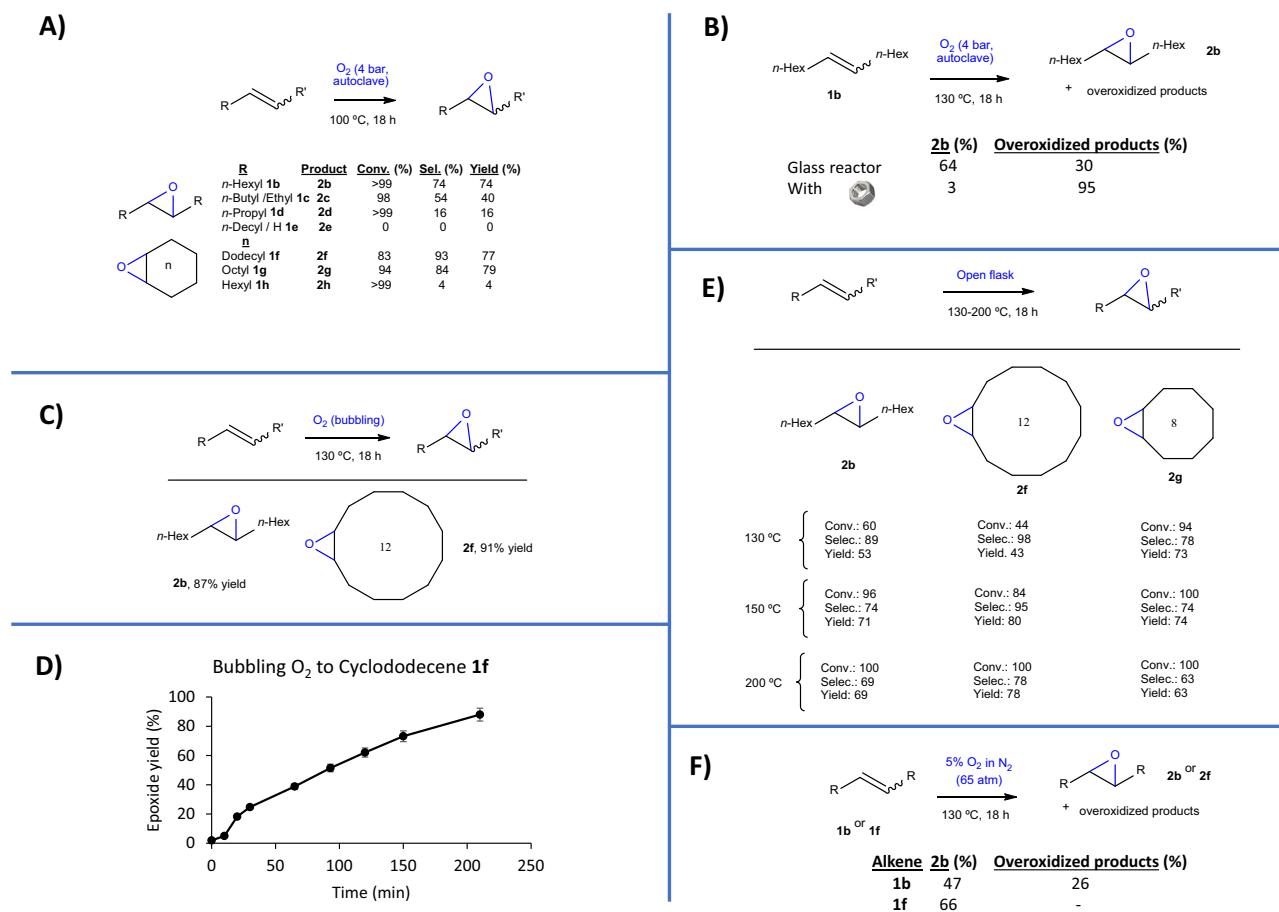 A)
O2 (4 bar,
autoclave)
R R'
100 ºC, 18 h
O
R R'
R Product Conv. (%) Sel. (%) Yield (%)
n-Hexyl 1b 2b >99 74 74
n-Butyl /Ethyl 1c 2c 98 54 40
n-Propyl 1d 2d >99 16 16
n-Decyl / H 1e 2e 0 0 0
O
R R
n
Dodecyl 1f 2f 83 93 77
Octyl 1g 2g 94 84 79
Hexyl 1h 2h >99 4 4
O n
B)
n-Hex n-Hex
1b
O2 (4 bar,
autoclave)
130 ºC, 18 h
O
n-Hex n-Hex 2b
+ overoxidized products
2b (%) Overoxidized products (%)
Glass reactor 64 30
With 3 95
C)
R R'
O2 (bubbling)
130 ºC, 18 h
O
R R'
O
n-Hex n-Hex
2b, 87% yield
O 12
2f, 91% yield
D)
Bubbling O2 to Cyclododecene 1f
Epoxide yield (%)
100
80
60
40
20
0
0 50 100 150 200 250
Time (min)
E)
R R'
Open flask
130-200 ºC, 18 h
O
R R'
O
n-Hex n-Hex
2b
O 12
2f
O 8
2g
130 ºC
Conv.: 60 Conv.: 44 Conv.: 94
Selec.: 89 Selec.: 98 Selec.: 78
Yield: 53 Yield. 43 Yield: 73
150 ºC
Conv.: 96 Conv.: 84 Conv.: 100
Selec.: 74 Selec.: 95 Selec.: 74
Yield: 71 Yield: 80 Yield: 74
200 ºC
Conv.: 100 Conv.: 100 Conv.: 100
Selec.: 69 Selec.: 78 Selec.: 63
Yield: 69 Yield: 78 Yield: 63
F)
R R
1b or 1f
5% O2 in N2
(65 atm)
130 ºC, 18 h
O
R R
2b or 2f
+ overoxidized products
Alkene 2b (%) Overoxidized products (%)
1b 47 26
1f 66 -